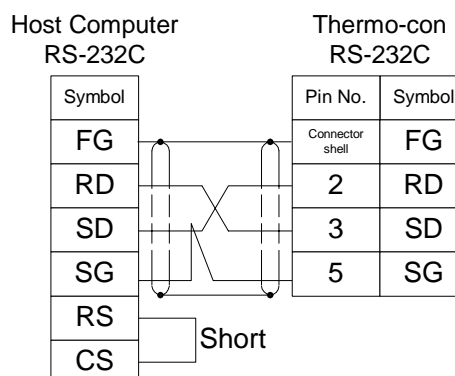 Host Computer Thermo-con
RS-232C RS-232C
Symbol Pin No. Symbol
FG Connector shell FG
RD 2 RD
SD 3 SD
SG 5 SG
RS
Short
CS